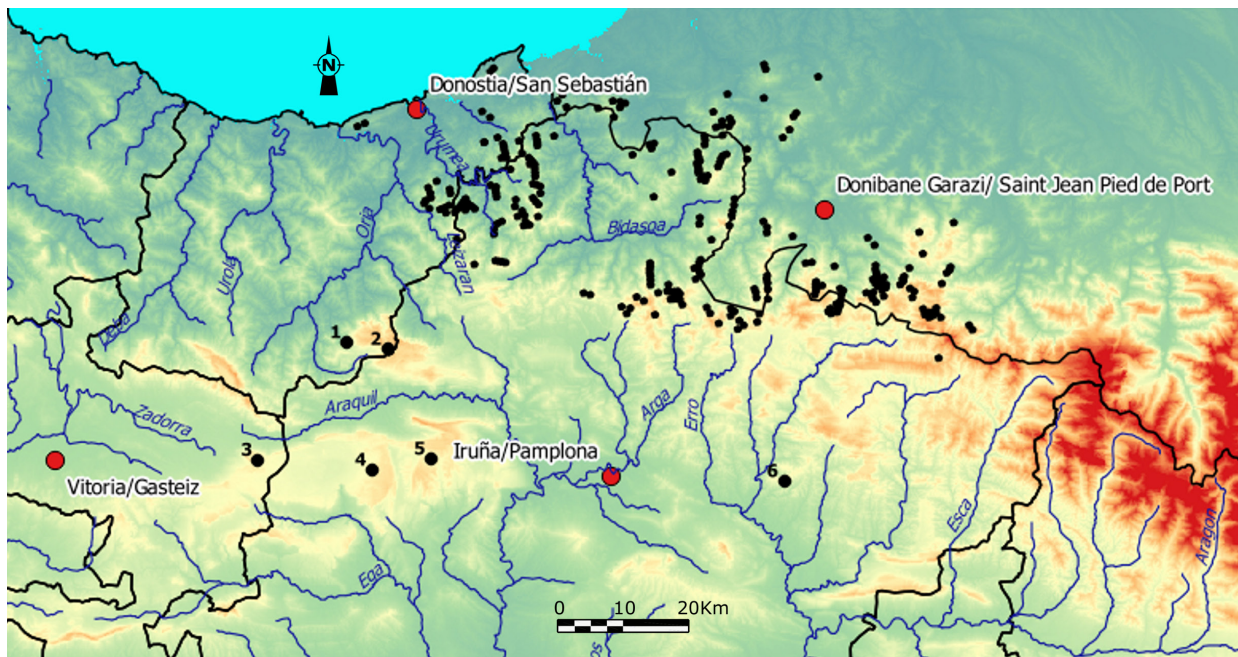 N
Donostia/San Sebastián
Urumea
Donibane Garazi/ Saint Jean Pied de Port
Oria
Bidasoa
Leizaran
Urola
Deba
1
2
Araquil
Arga
Erro
Zadorra
3
4
5
Iruña/Pamplona
6
Vitoria/Gasteiz
Esca
Aragon
Ega
0 10 20Km
os